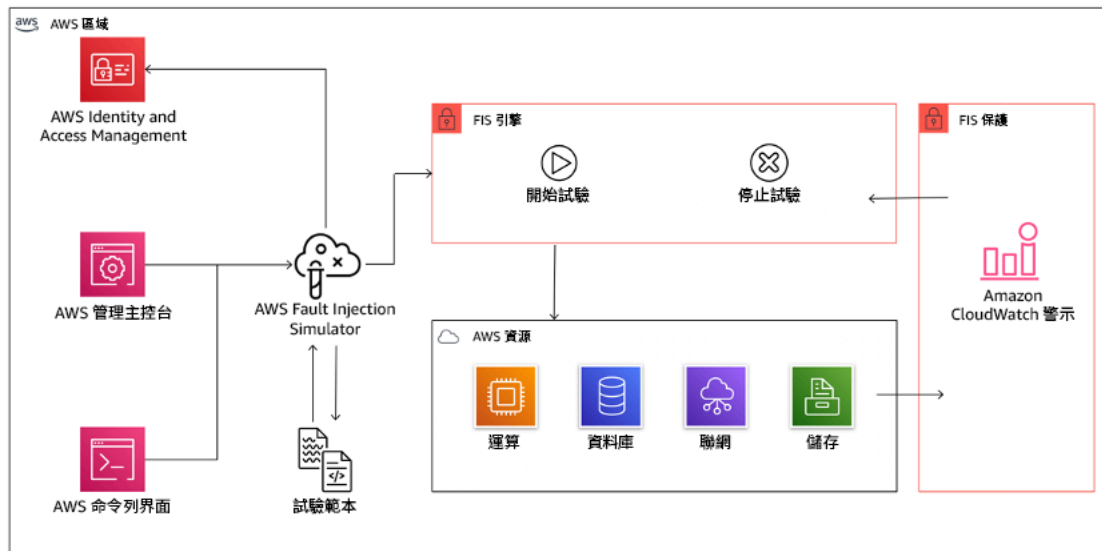 aws
AWS 區域
AWS Identity and
Access Management
AWS 管理主控台
AWS 命令列界面
AWS Fault Injection
Simulator
試驗範本
FIS 引擎
開始試驗
停止試驗
AWS 資源
運算
資料庫
聯網
儲存
FIS 保護
Amazon
CloudWatch 警示